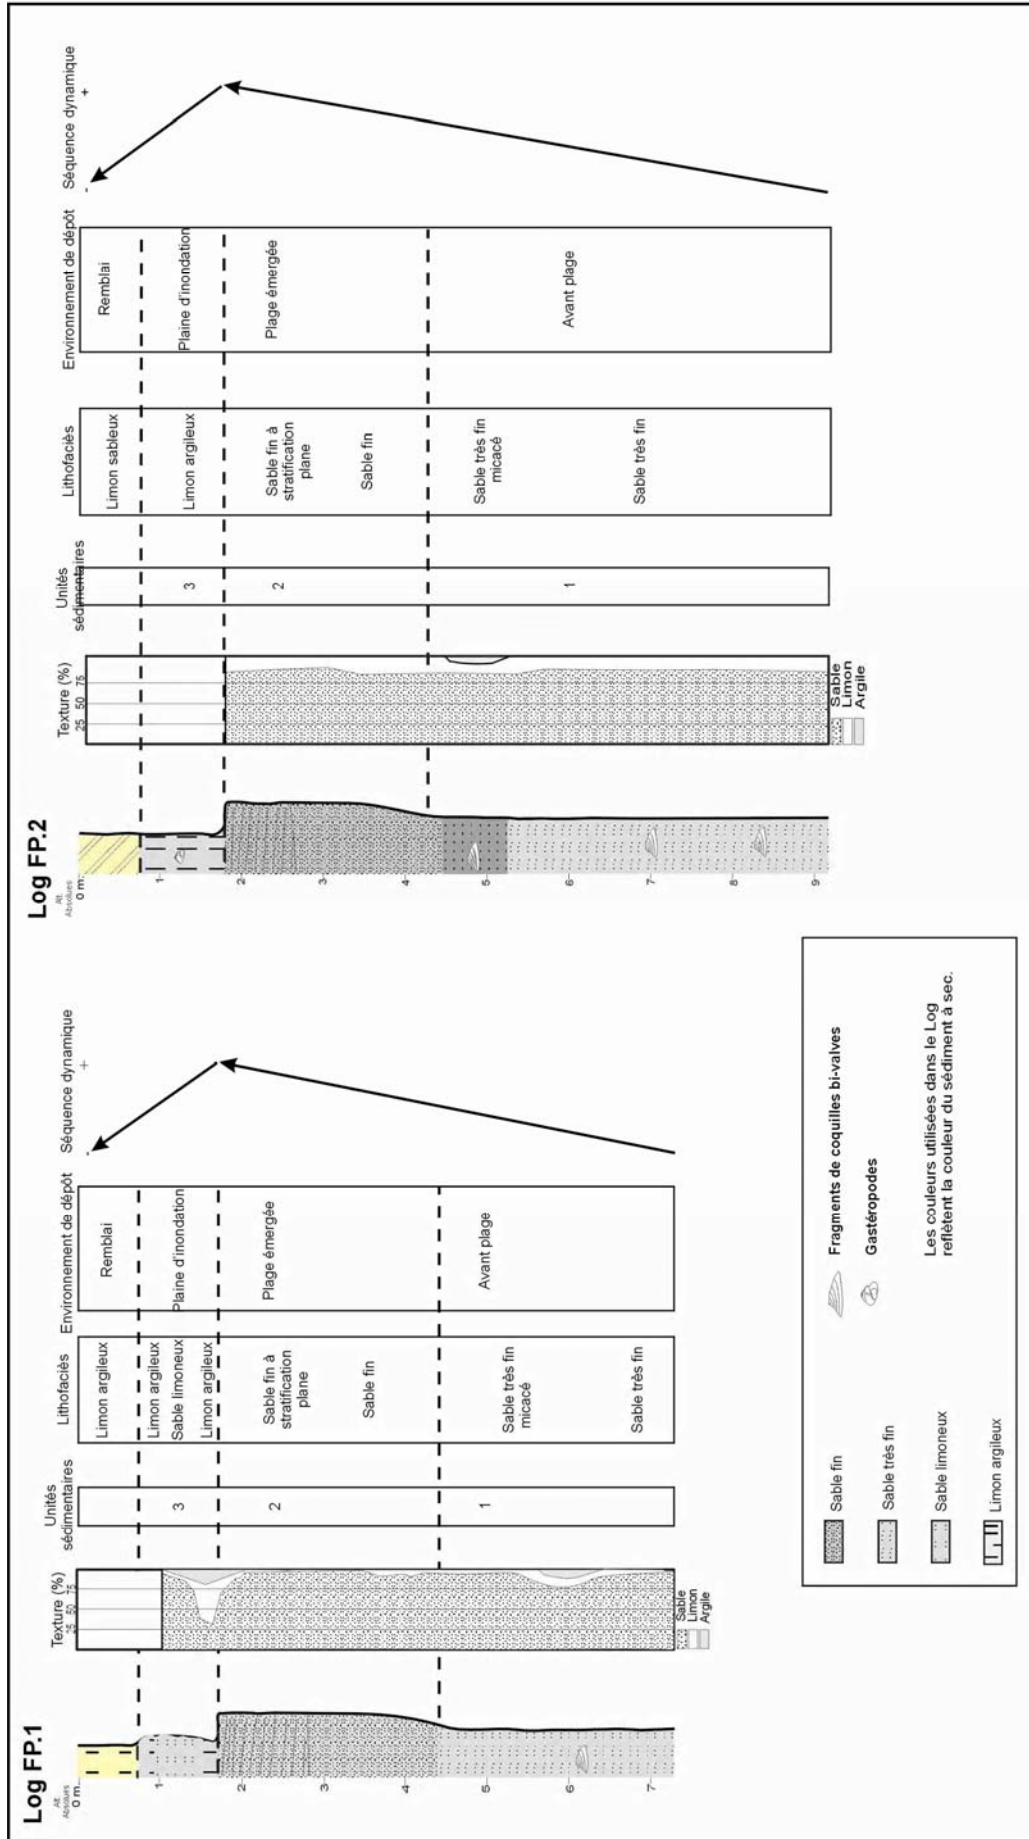 Log FP.1
Alt.
Absolues
0 m.
1
2
3
4
5
6
7
Texture (%)
25
50
75
Sable
Limon
Argile
Unités
sédimentaires
3
2
1
Lithofaciès
Limon argileux
Limon argileux
Sable limoneux
Limon argileux
Sable fin à
stratification
plane
Sable fin
Sable très fin
micacé
Sable très fin
Environnement de dépôt
Remblai
Plaine d'inondation
Plage émergée
Avant plage
Séquence dynamique
-
+
Log FP.2
Alt.
Absolues
0 m.
1
2
3
4
5
6
7
8
9
Texture (%)
25
50
75
Sable
Limon
Argile
Unités
sédimentaires
3
2
1
Lithofaciès
Limon sableux
Limon argileux
Sable fin à
stratification
plane
Sable fin
Sable très fin
micacé
Sable très fin
Environnement de dépôt
Remblai
Plaine d'inondation
Plage émergée
Avant plage
Séquence dynamique
-
+
Sable fin
Sable très fin
Sable limoneux
Limon argileux
Fragments de coquilles bi-valves
Gastéropodes
Les couleurs utilisées dans le Log
reflètent la couleur du sédiment à sec.